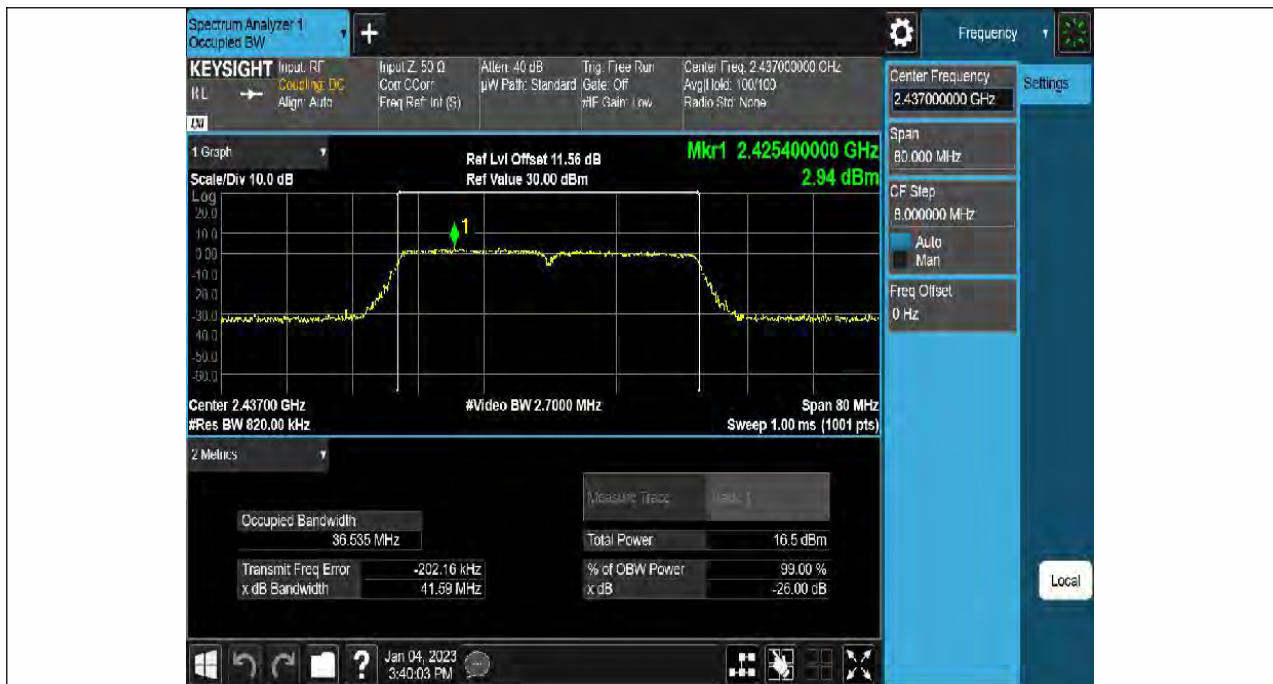 Spectrum Analyzer 1
Occupied BW
Frequency
KEYSIGHT
Input: RF
Coupling: DC
Align: Auto
Input Z: 50 Ω
Corr CCorr
Freq Ref: Int (S)
Atten: 40 dB
µW Path: Standard
Trig: Free Run
Gate: Off
#IF Gain: Low
Center Freq: 2.437000000 GHz
Avg|Hold: 100/100
Radio Std: None
RL
LXI
Center Frequency
2.437000000 GHz
Settings
Span
80.000 MHz
CF Step
8.000000 MHz
Auto
Man
Freq Offset
0 Hz
1 Graph
Scale/Div 10.0 dB
Ref Lvl Offset 11.56 dB
Ref Value 30.00 dBm
Mkr1 2.425400000 GHz
2.94 dBm
Log
20.0
10.0
0.00
-10.0
-20.0
-30.0
-40.0
-50.0
-60.0
1
Center 2.43700 GHz
#Res BW 820.00 kHz
#Video BW 2.7000 MHz
Span 80 MHz
Sweep 1.00 ms (1001 pts)
2 Metrics
Measure Trace
Trace 1
Occupied Bandwidth
36.535 MHz
Total Power 16.5 dBm
Transmit Freq Error -202.16 kHz
% of OBW Power 99.00 %
x dB Bandwidth 41.59 MHz
x dB -26.00 dB
Local
?
Jan 04, 2023
3:40:03 PM